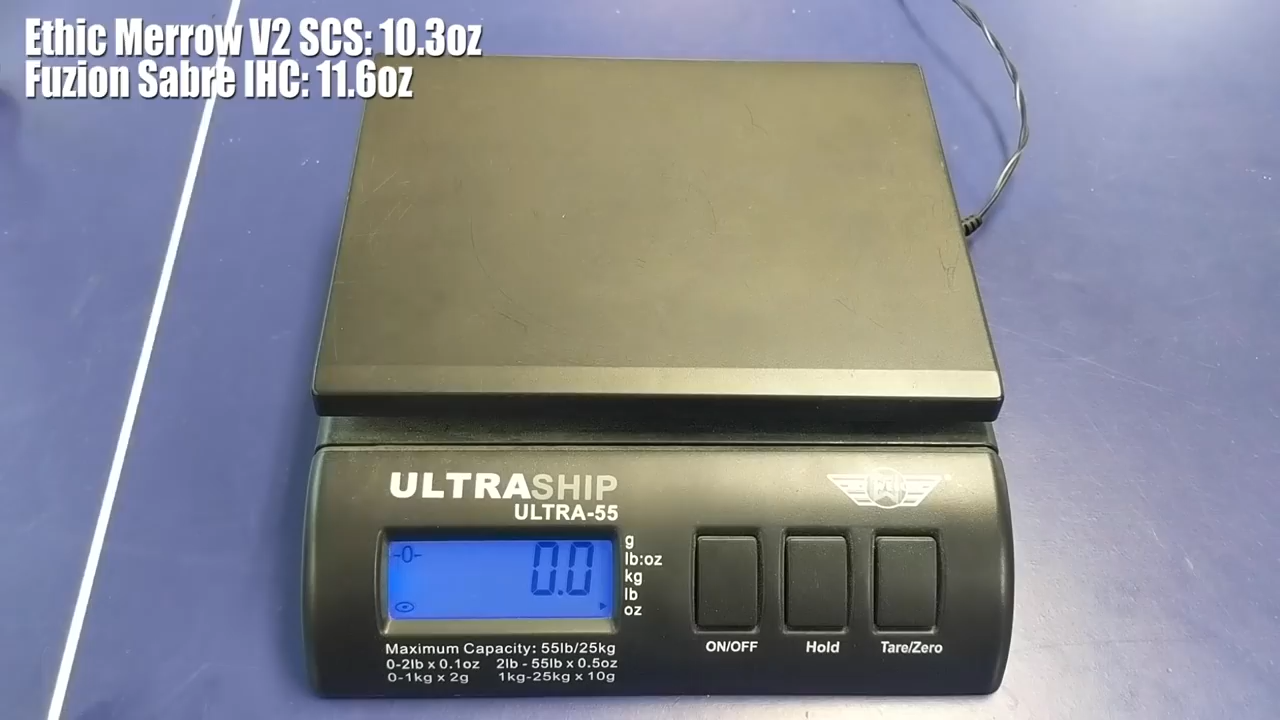 Ethic Merrow V2 SCS: 10.3oz
Fuzion Sabre IHC: 11.6oz
ULTRASHIP
ULTRA-55
-0- 0.0
g
lb:oz
kg
lb
oz
ON/OFF Hold Tare/Zero
Maximum Capacity: 55lb/25kg
0-2lb x 0.1oz 2lb - 55lb x 0.5oz
0-1kg x 2g 1kg-25kg x 10g